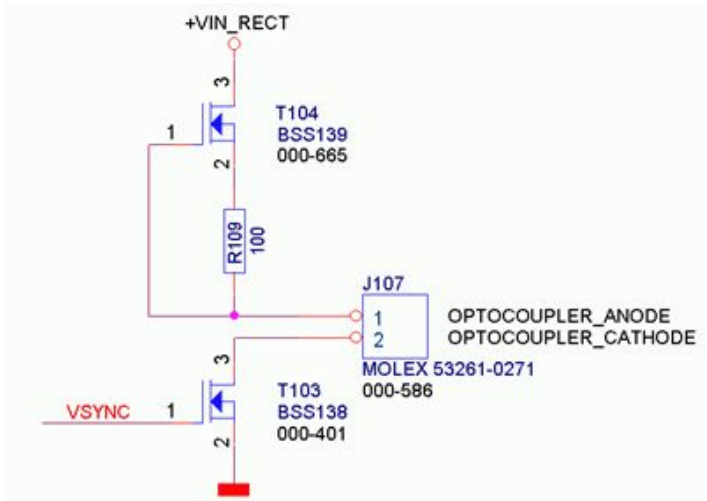 +VIN_RECT
3
1
T104
BSS139
000-665
2
R109
100
J107
1
OPTOCOUPLER_ANODE
2
OPTOCOUPLER_CATHODE
MOLEX 53261-0271
000-586
3
T103
BSS138
000-401
VSYNC
1
2